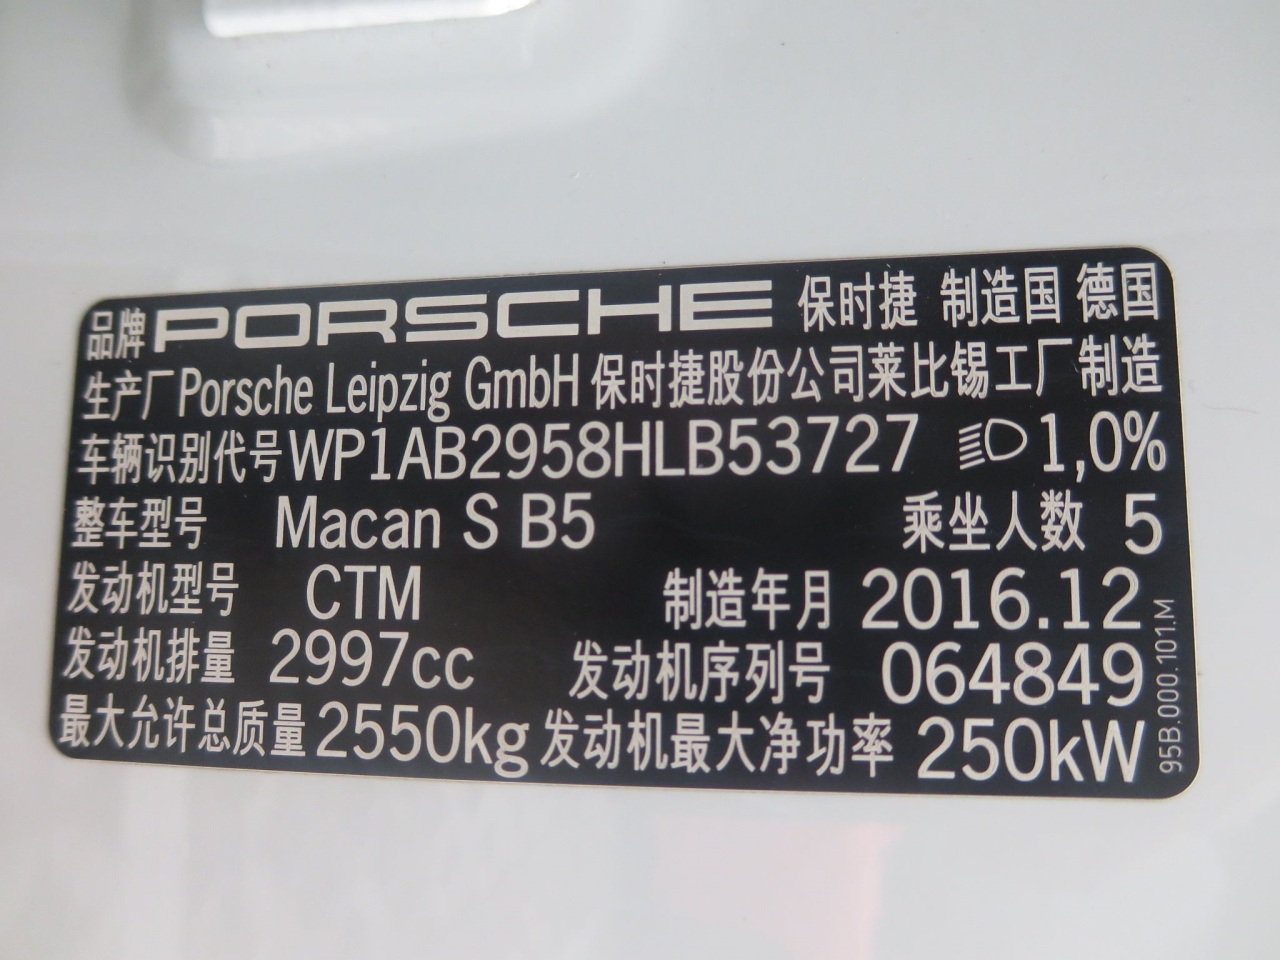 品牌 PORSCHE 保时捷 制造国 德国
生产厂 Porsche Leipzig GmbH 保时捷股份公司莱比锡工厂制造
车辆识别代号 WP1AB2958HLB53727 1,0%
整车型号 Macan S B5 乘坐人数 5
发动机型号 CTM 制造年月 2016.12
发动机排量 2997cc 发动机序列号 064849
最大允许总质量 2550kg 发动机最大净功率 250kW
95B.000.101.M